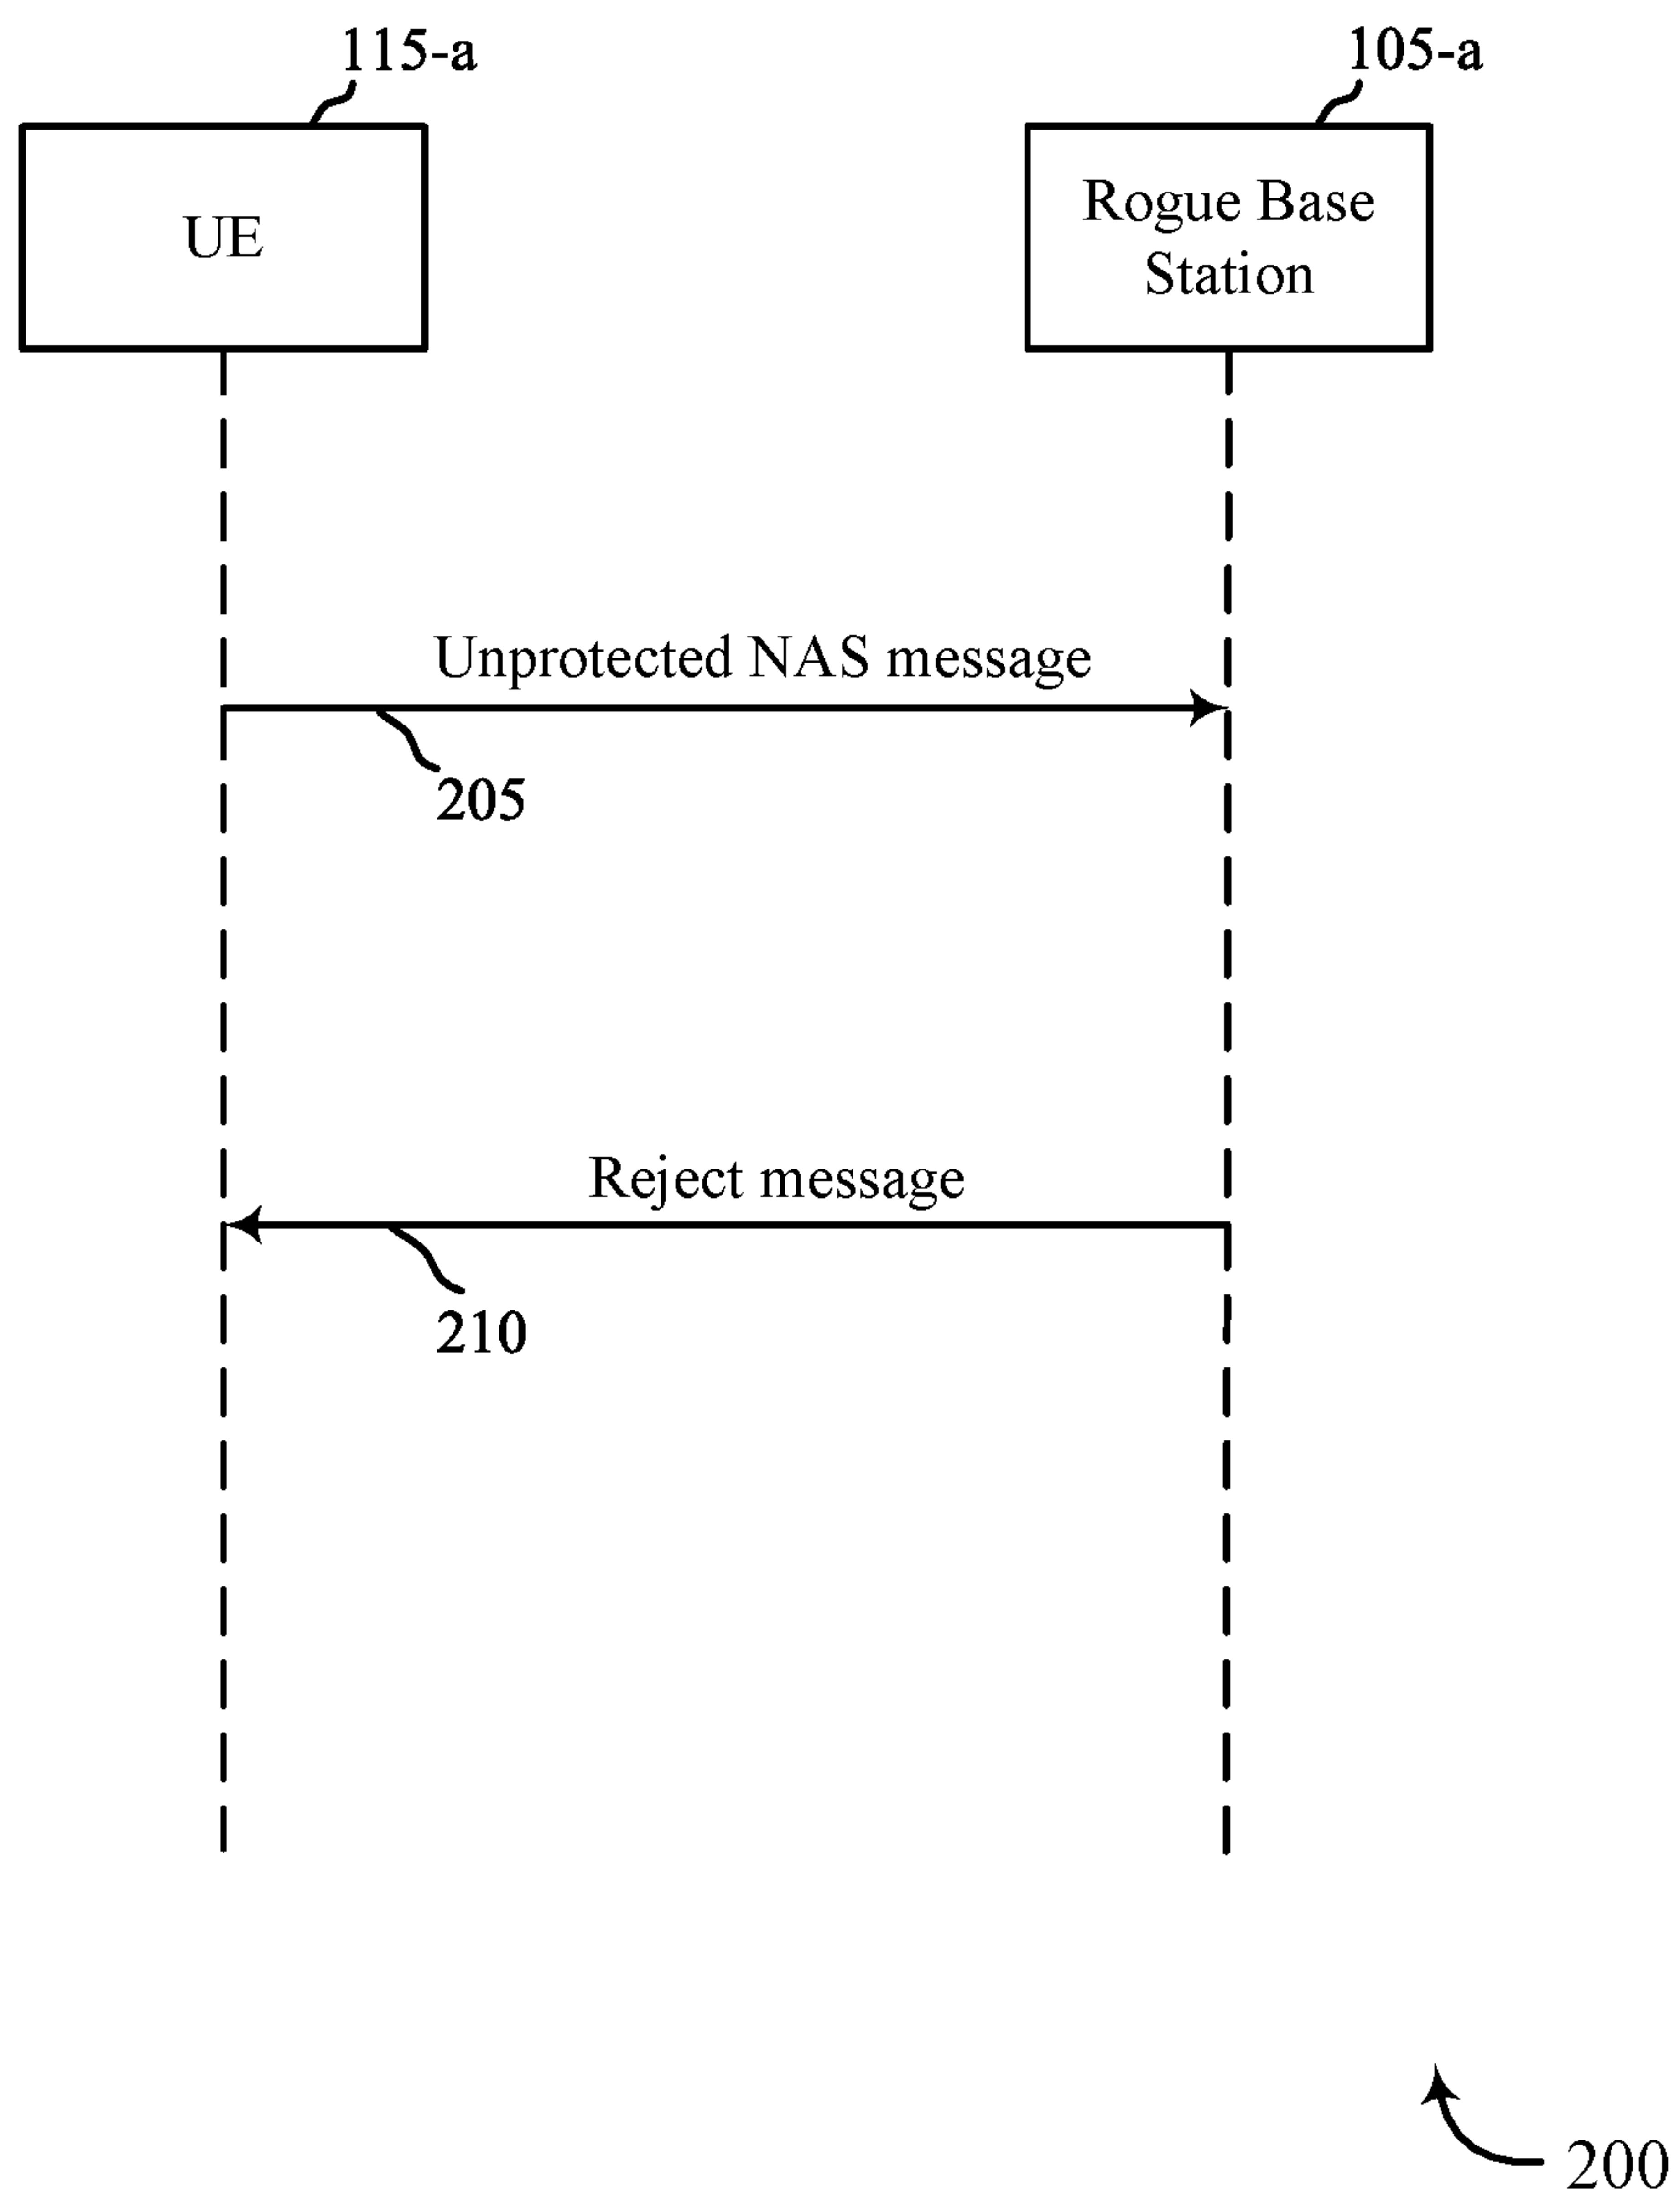 115-a
105-a
UE
Rogue Base
Station
Unprotected NAS message
205
Reject message
210
200